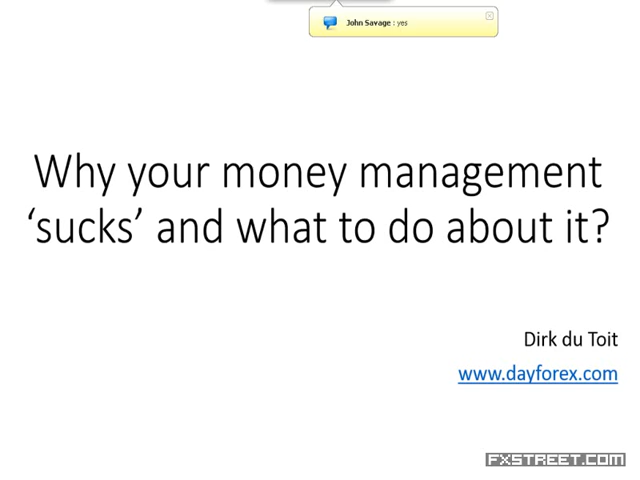 John Savage : yes
Why your money management
‘sucks’ and what to do about it?
Dirk du Toit
www.dayforex.com
FXSTREET.COM